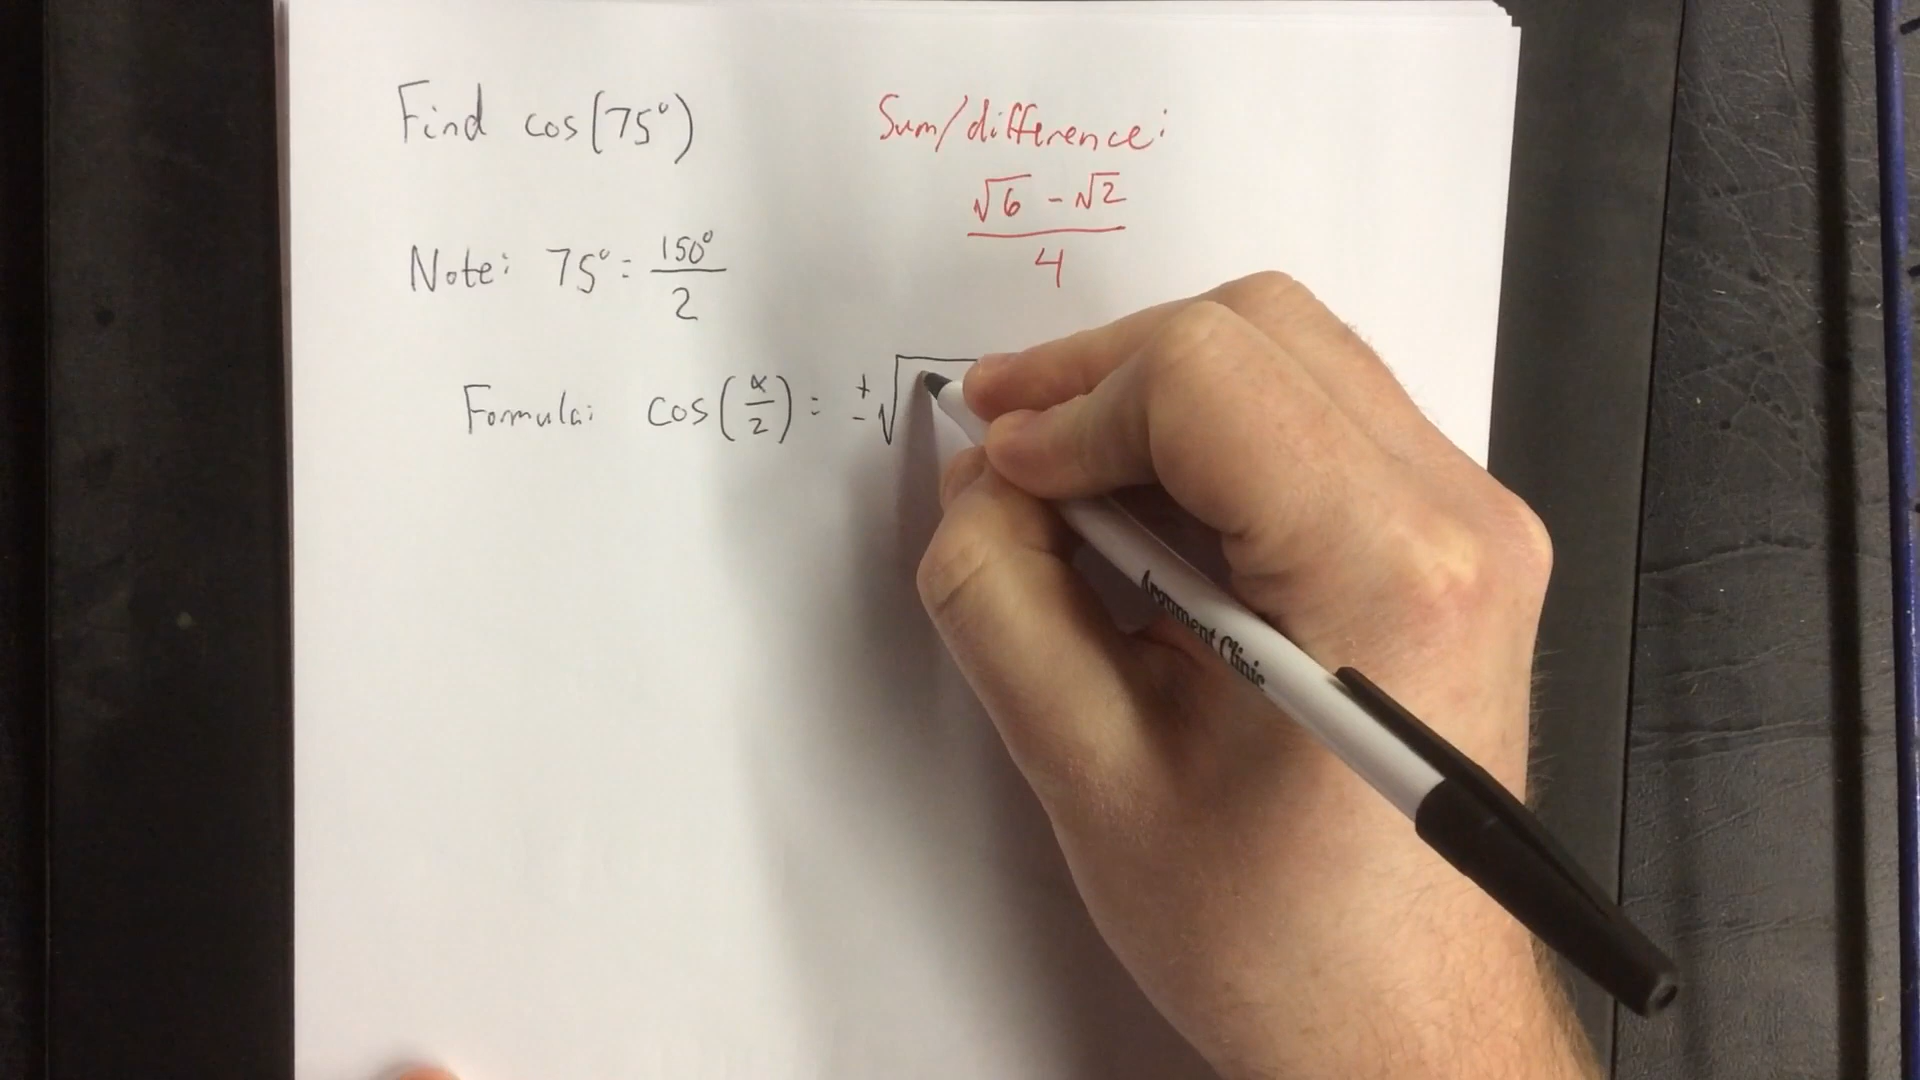 Find cos(75°)
Sum/difference:
√6 - √2
4
Note: 75° = 150°
2
Formula: cos(α/2) = ±√
Argument Clinic